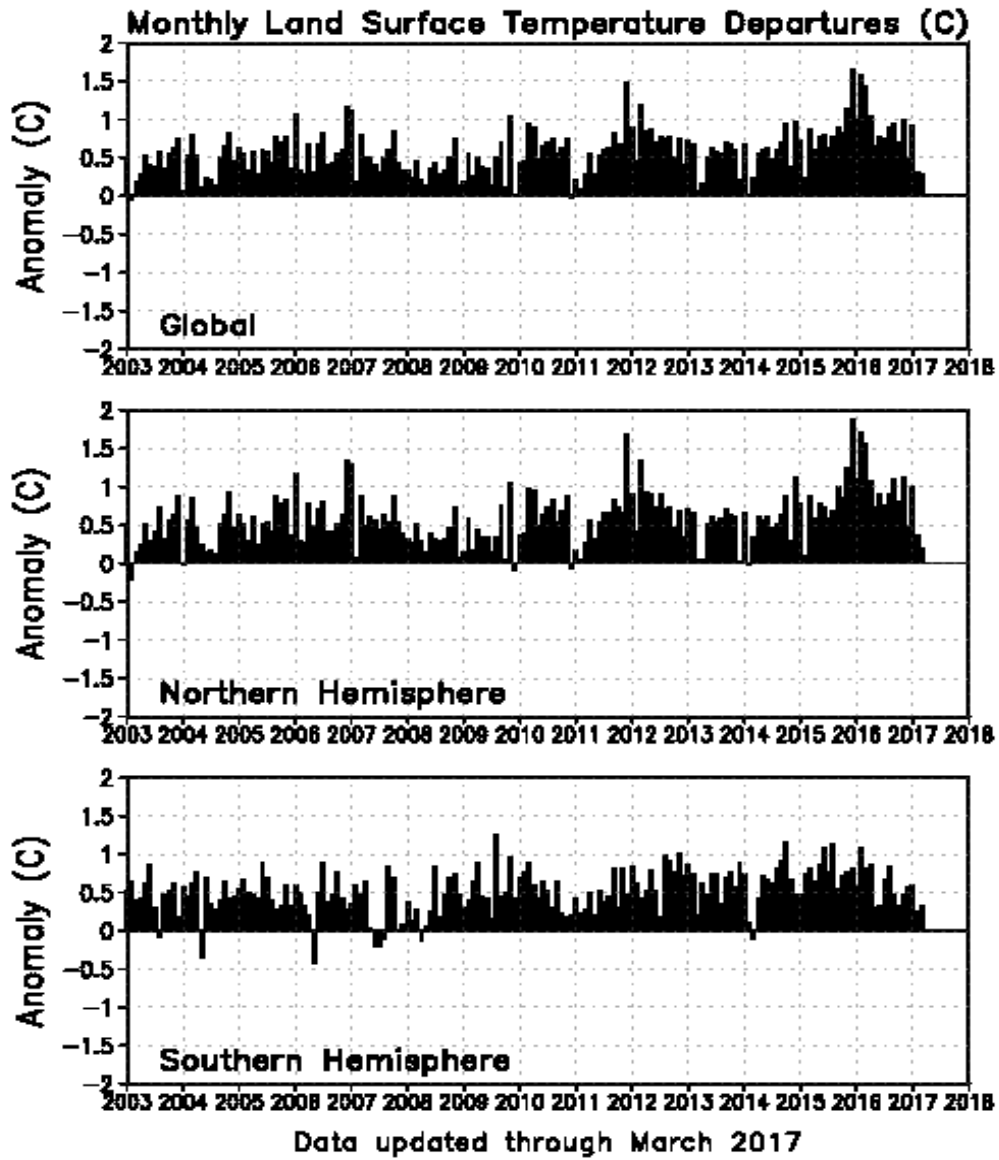 Monthly Land Surface Temperature Departures (C)
2
1.5
1
0.5
0
−0.5
−1
−1.5
−2
Anomaly (C)
Global
2003 2004 2005 2006 2007 2008 2009 2010 2011 2012 2013 2014 2015 2016 2017 2018
2
1.5
1
0.5
0
−0.5
−1
−1.5
−2
Anomaly (C)
Northern Hemisphere
2003 2004 2005 2006 2007 2008 2009 2010 2011 2012 2013 2014 2015 2016 2017 2018
2
1.5
1
0.5
0
−0.5
−1
−1.5
−2
Anomaly (C)
Southern Hemisphere
2003 2004 2005 2006 2007 2008 2009 2010 2011 2012 2013 2014 2015 2016 2017 2018
Data updated through March 2017